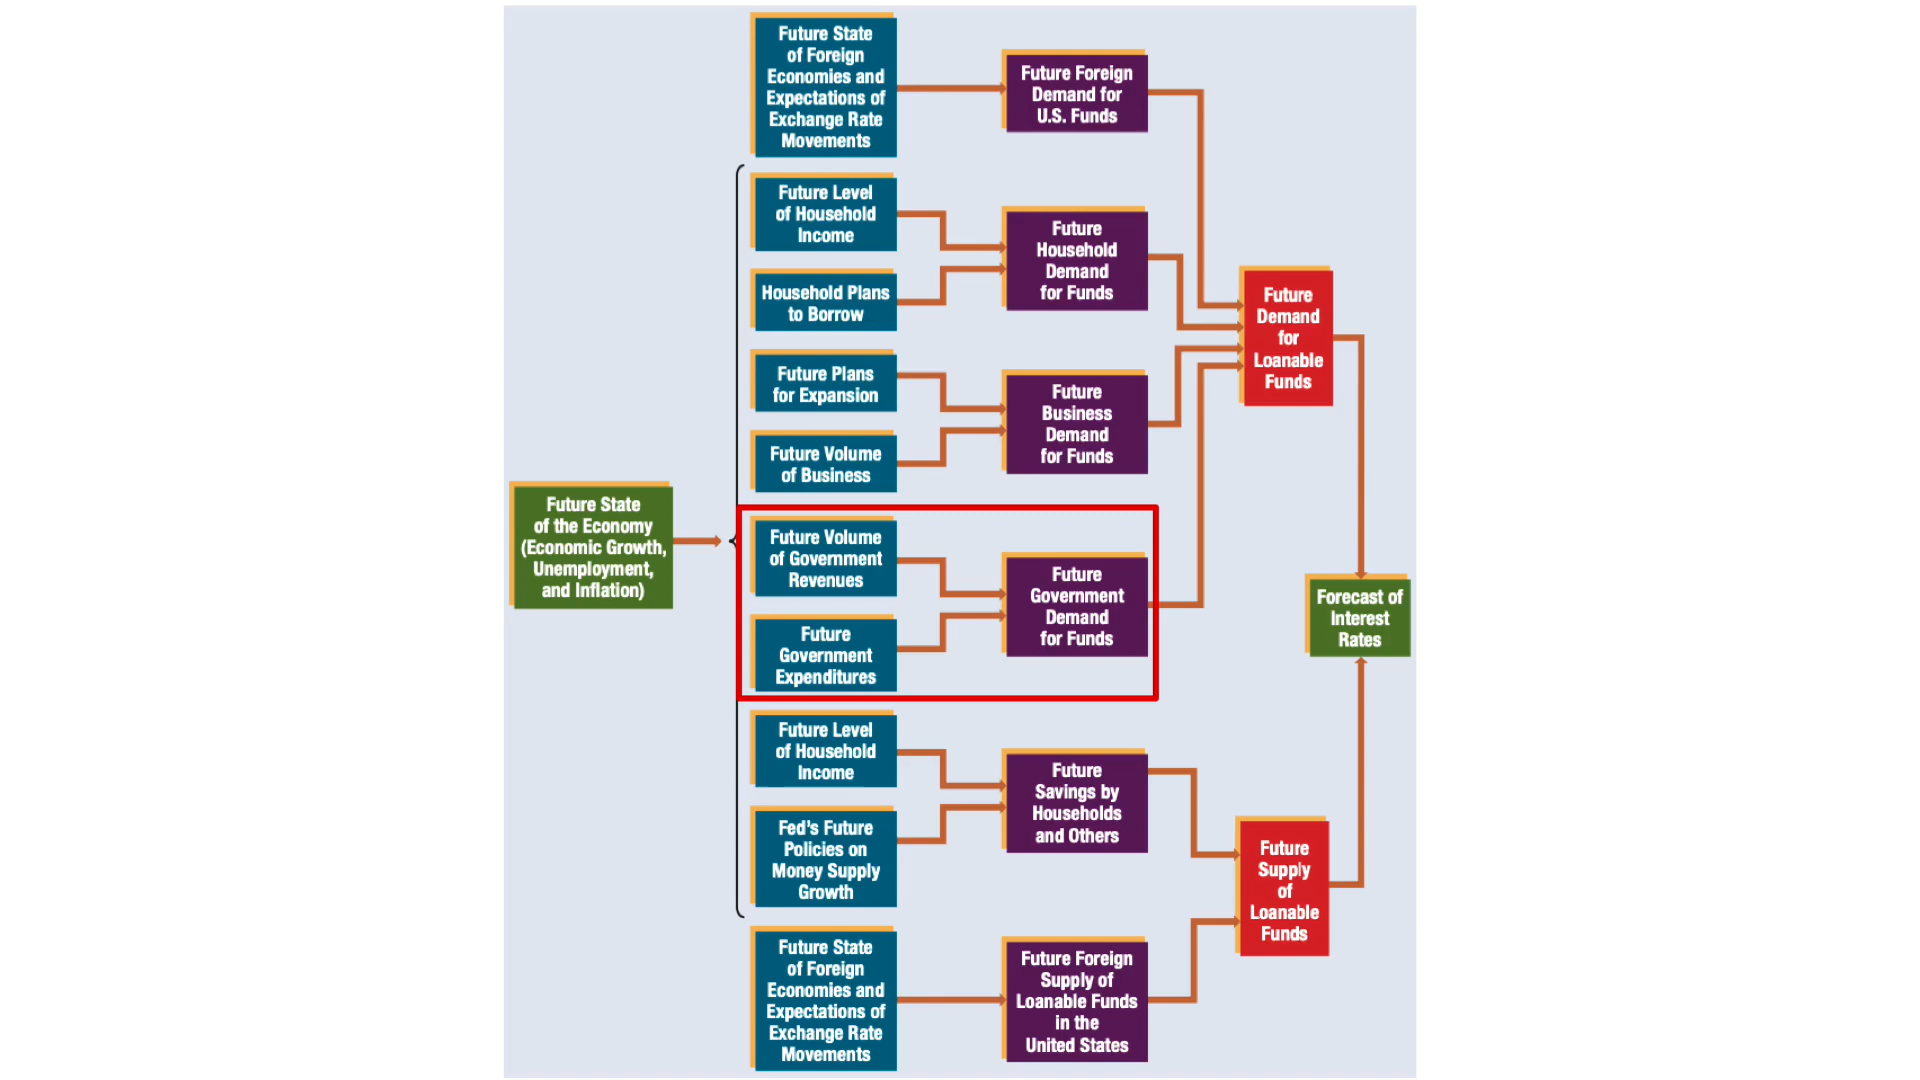 Future State
of Foreign
Economies and
Expectations of
Exchange Rate
Movements
Future Foreign
Demand for
U.S. Funds
Future Level
of Household
Income
Household Plans
to Borrow
Future
Household
Demand
for Funds
Future
Demand
for
Loanable
Funds
Future Plans
for Expansion
Future Volume
of Business
Future
Business
Demand
for Funds
Future State
of the Economy
(Economic Growth,
Unemployment,
and Inflation)
Future Volume
of Government
Revenues
Future
Government
Expenditures
Future
Government
Demand
for Funds
Forecast of
Interest
Rates
Future Level
of Household
Income
Fed's Future
Policies on
Money Supply
Growth
Future
Savings by
Households
and Others
Future
Supply
of
Loanable
Funds
Future State
of Foreign
Economies and
Expectations of
Exchange Rate
Movements
Future Foreign
Supply of
Loanable Funds
in the
United States